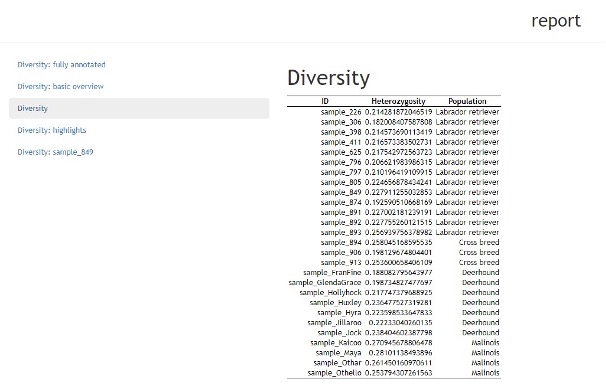 report
Diversity: fully annotated
Diversity: basic overview
Diversity
Diversity: highlights
Diversity: sample_849
Diversity
ID Heterozygosity Population
sample_226 0.214281872046519 Labrador retriever
sample_306 0.182008407587808 Labrador retriever
sample_398 0.214573690113419 Labrador retriever
sample_411 0.216573383502731 Labrador retriever
sample_625 0.217542972563723 Labrador retriever
sample_796 0.206621983986315 Labrador retriever
sample_797 0.210196419109915 Labrador retriever
sample_805 0.224656878434241 Labrador retriever
sample_849 0.227911255032853 Labrador retriever
sample_874 0.192590510668169 Labrador retriever
sample_891 0.227002181239191 Labrador retriever
sample_892 0.227755260121515 Labrador retriever
sample_893 0.256939756378982 Labrador retriever
sample_894 0.258045168595535 Cross breed
sample_906 0.198129674804401 Cross breed
sample_913 0.253600658406109 Cross breed
sample_FranFine 0.188082795643977 Deerhound
sample_GlendaGrace 0.198734827477697 Deerhound
sample_Hollyhock 0.217747379688925 Deerhound
sample_Huxley 0.236477527319281 Deerhound
sample_Hyra 0.223598533647833 Deerhound
sample_Jillaroo 0.22233040260135 Deerhound
sample_Jock 0.238404602387798 Deerhound
sample_Kaicoo 0.270945678806478 Malinois
sample_Maya 0.28101138493896 Malinois
sample_Othar 0.261450160970611 Malinois
sample_Othello 0.253794307261563 Malinois